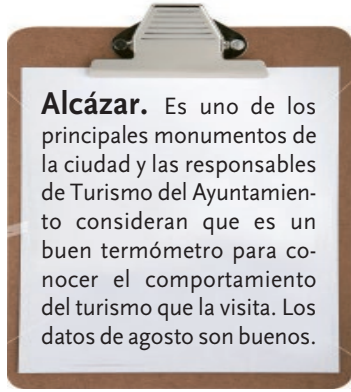 Alcázar. Es uno de los
principales monumentos de
la ciudad y las responsables
de Turismo del Ayuntamien-
to consideran que es un
buen termómetro para co-
nocer el comportamiento
del turismo que la visita. Los
datos de agosto son buenos.